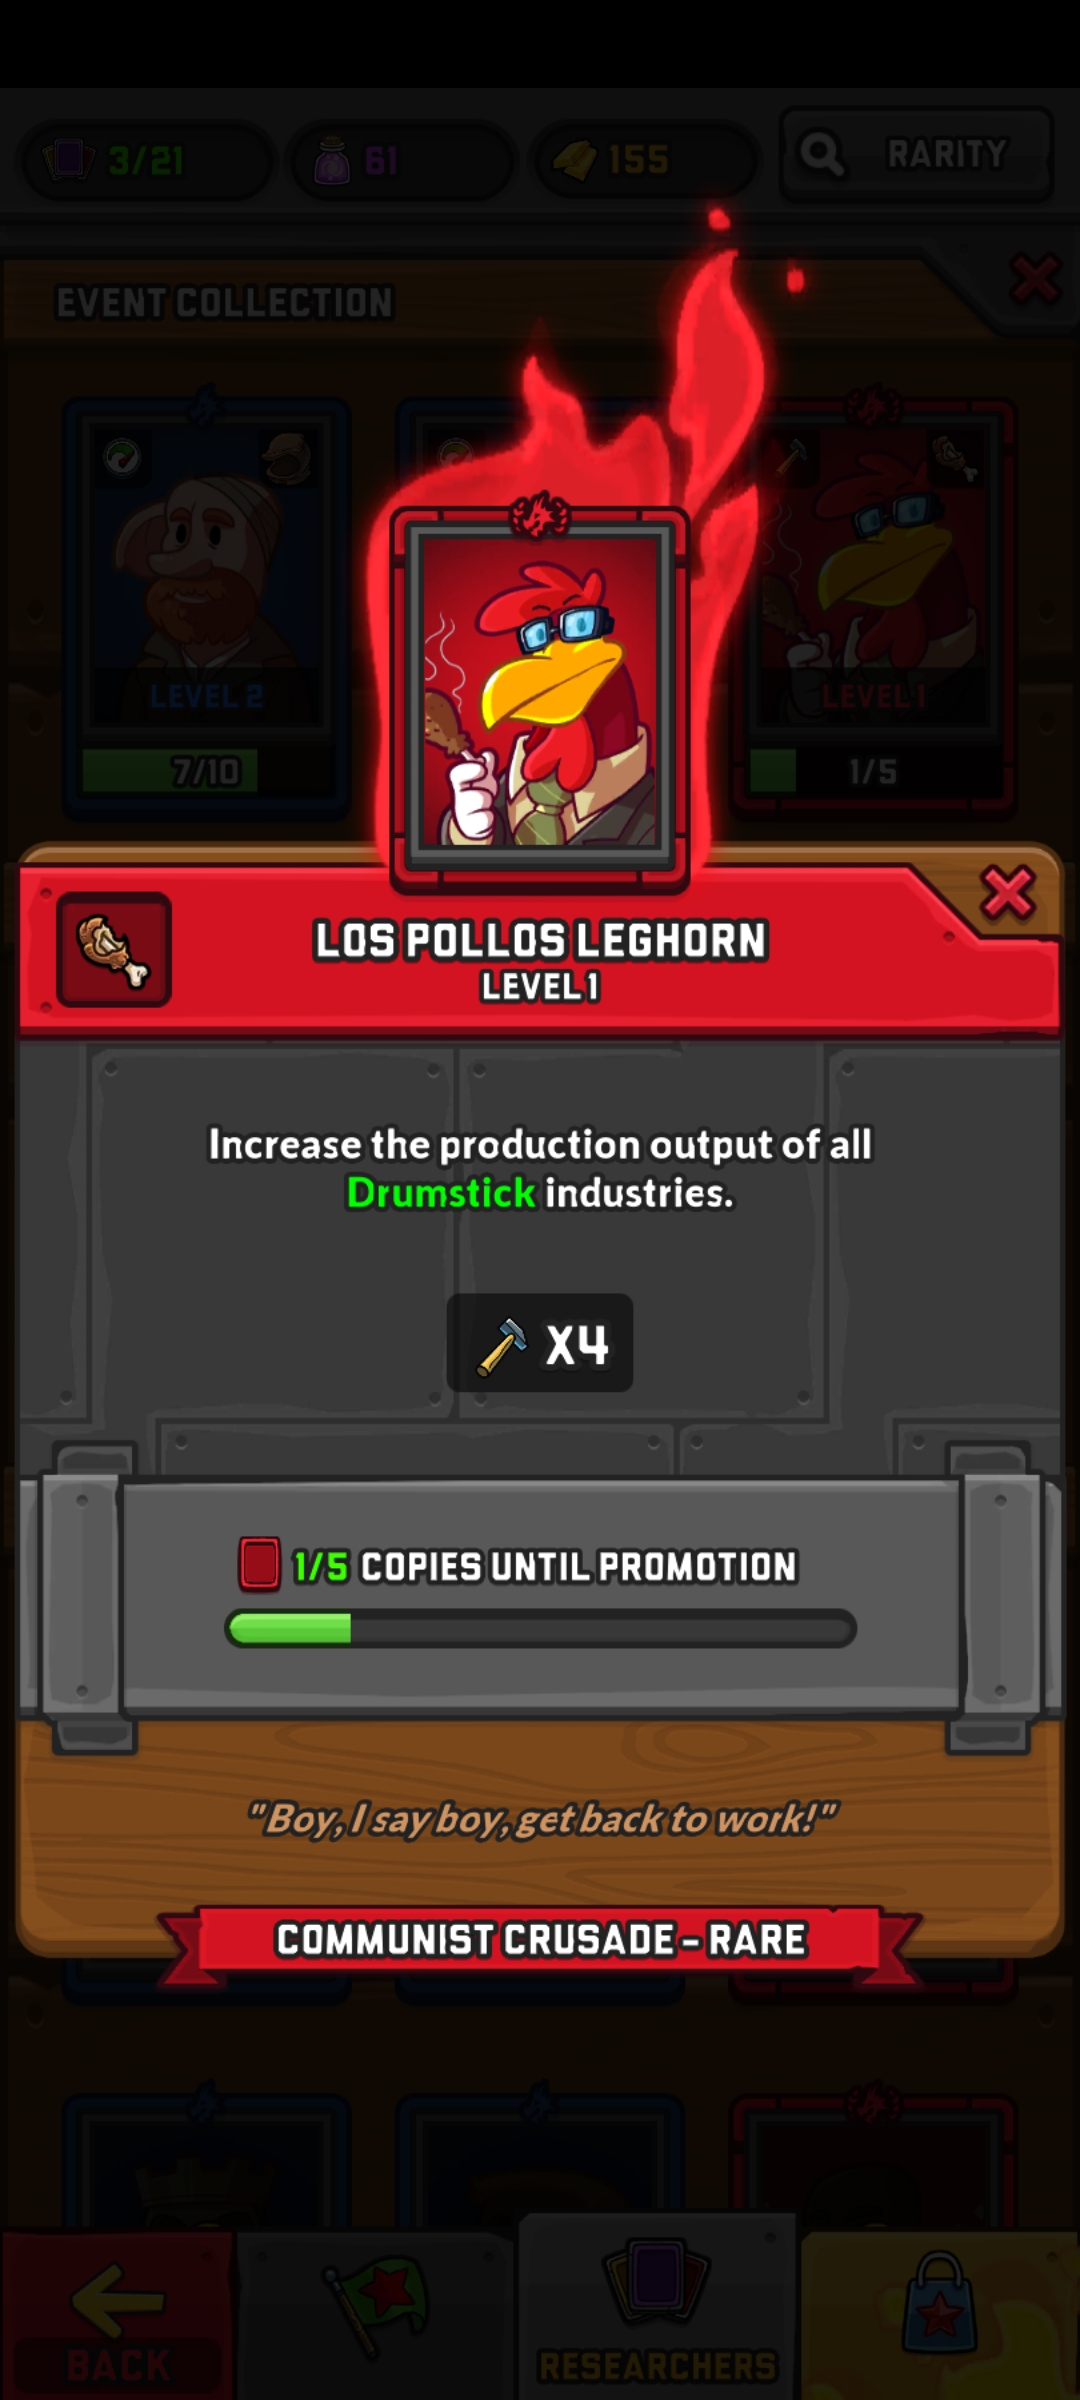 3/21
61
155
RARITY
EVENT COLLECTION
LEVEL 2
LEVEL 1
7/10
1/5
LOS POLLOS LEGHORN
LEVEL 1
Increase the production output of all
Drumstick industries.
X4
1/5 COPIES UNTIL PROMOTION
"Boy, I say boy, get back to work!"
COMMUNIST CRUSADE - RARE
BACK
RESEARCHERS